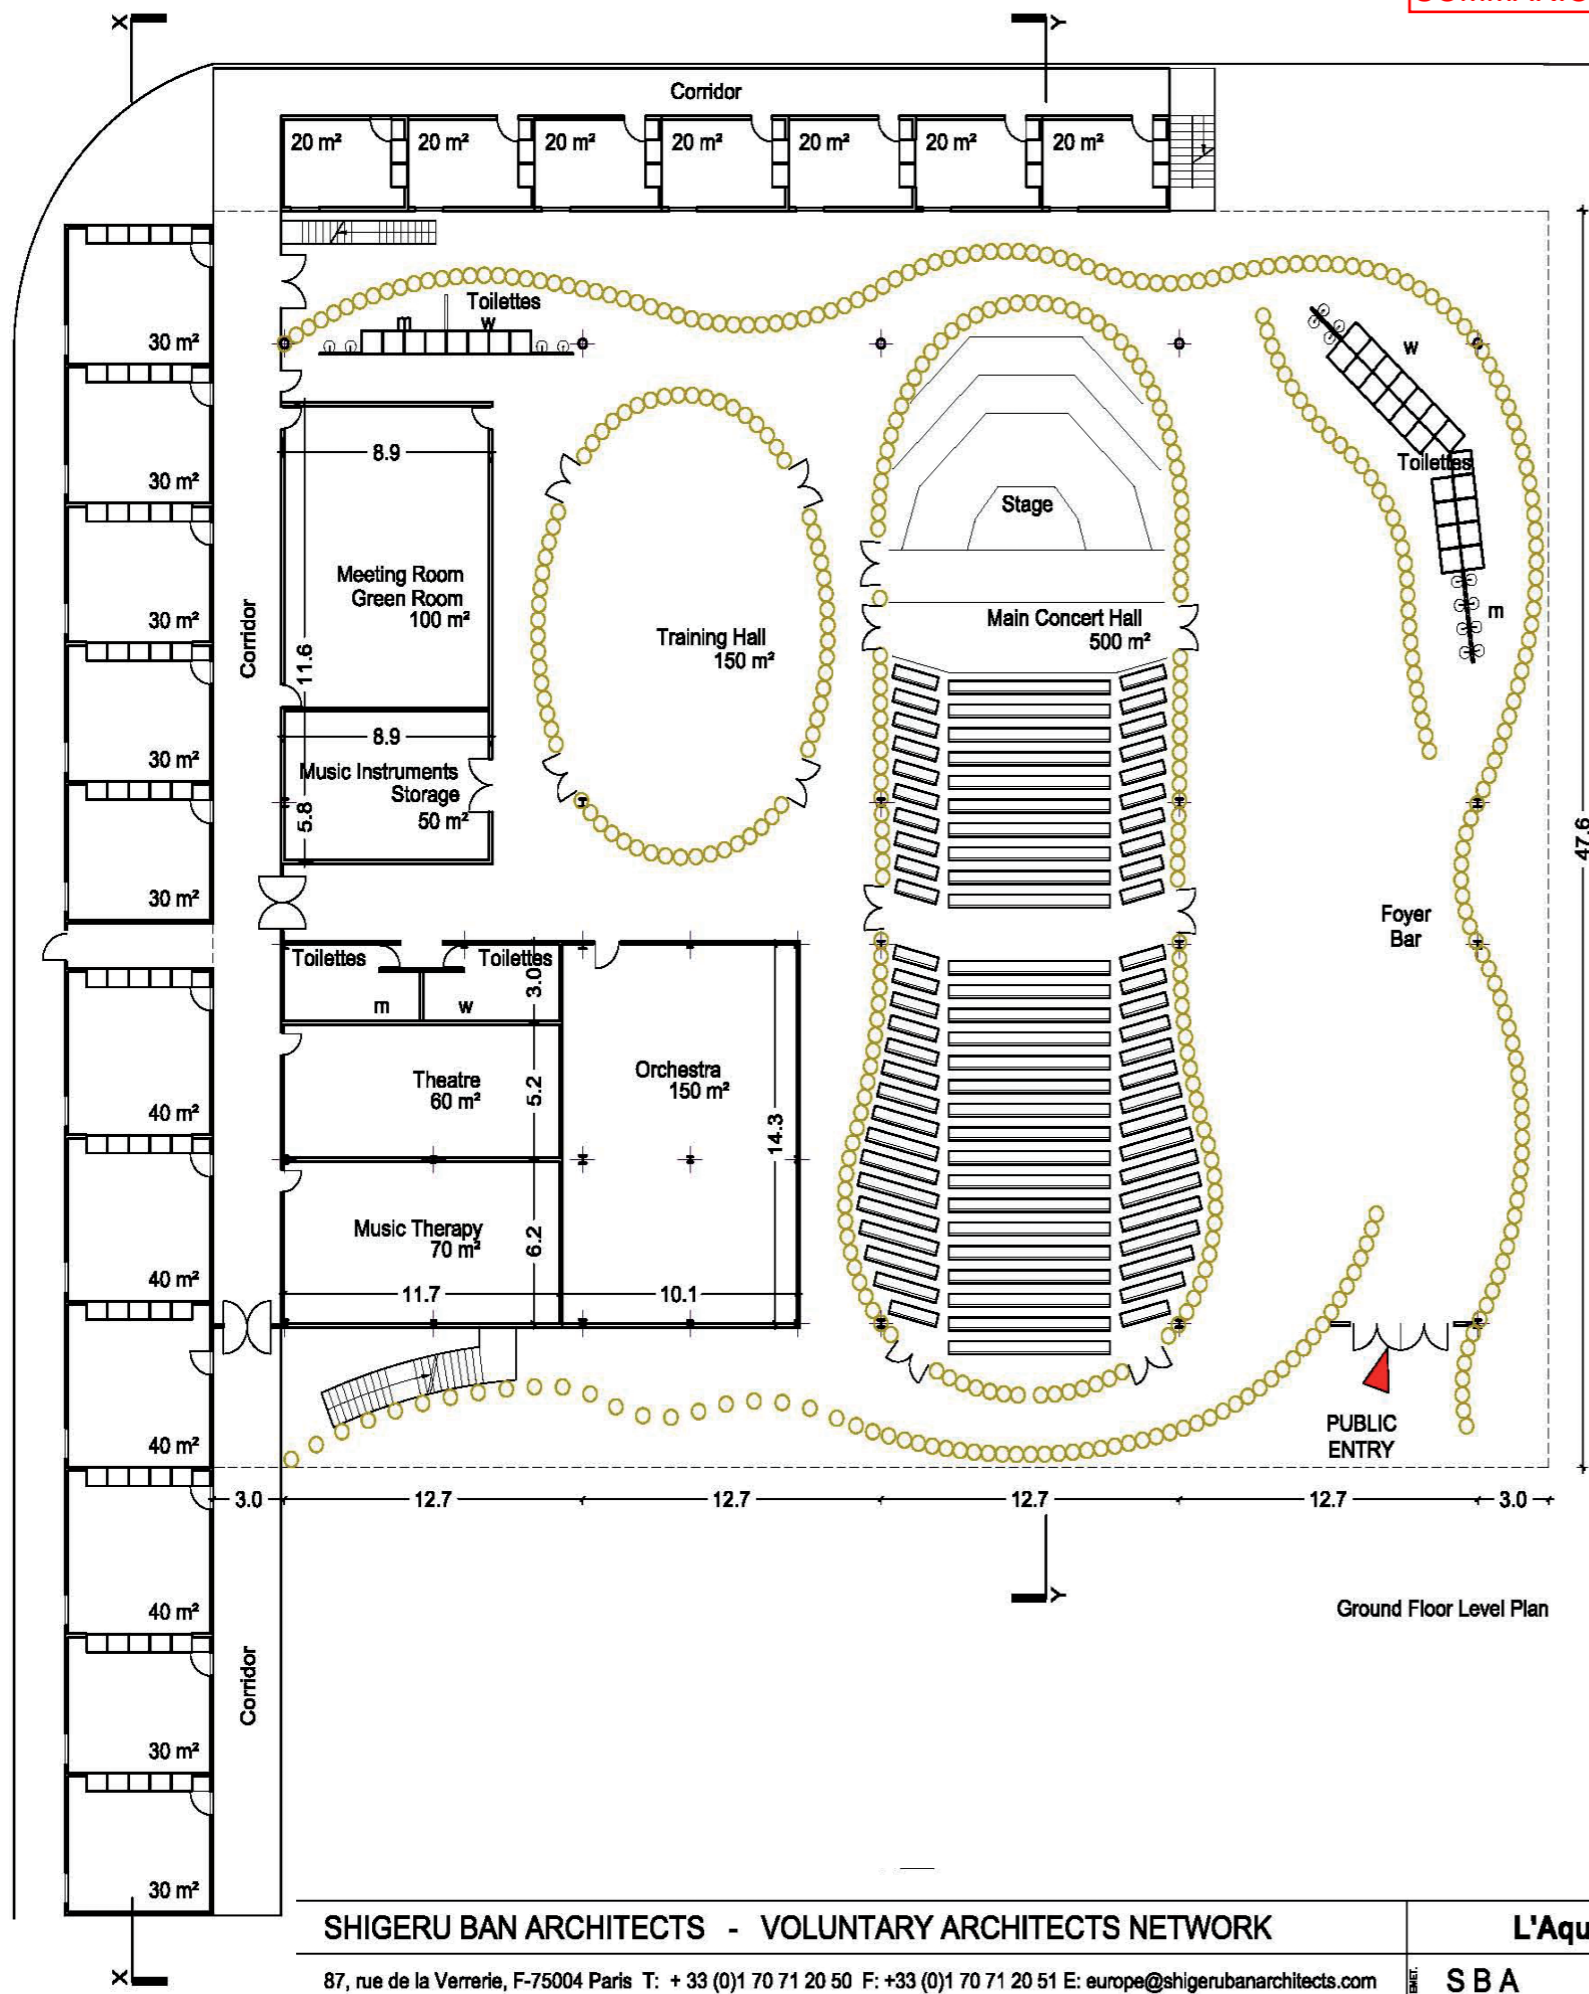 X
Y
Corridor
20 m²
20 m²
20 m²
20 m²
20 m²
20 m²
20 m²
Toilettes
m
w
w
30 m²
8.9
30 m²
Toilettes
Stage
Meeting Room
Green Room
100 m²
Corridor
11.6
30 m²
Training Hall
150 m²
Main Concert Hall
500 m²
m
8.9
30 m²
Music Instruments
Storage
50 m²
5.8
47.6
30 m²
Foyer
Bar
Toilettes
Toilettes
m
w
3.0
Theatre
60 m²
5.2
Orchestra
150 m²
14.3
40 m²
Music Therapy
70 m²
6.2
11.7
10.1
40 m²
PUBLIC
ENTRY
40 m²
3.0
12.7
12.7
12.7
12.7
3.0
Y
Ground Floor Level Plan
40 m²
Corridor
30 m²
30 m²
X
SHIGERU BAN ARCHITECTS - VOLUNTARY ARCHITECTS NETWORK
L'Aqu
87, rue de la Verrerie, F-75004 Paris T: + 33 (0)1 70 71 20 50 F: +33 (0)1 70 71 20 51 E: europe@shigerubanarchitects.com
S B A